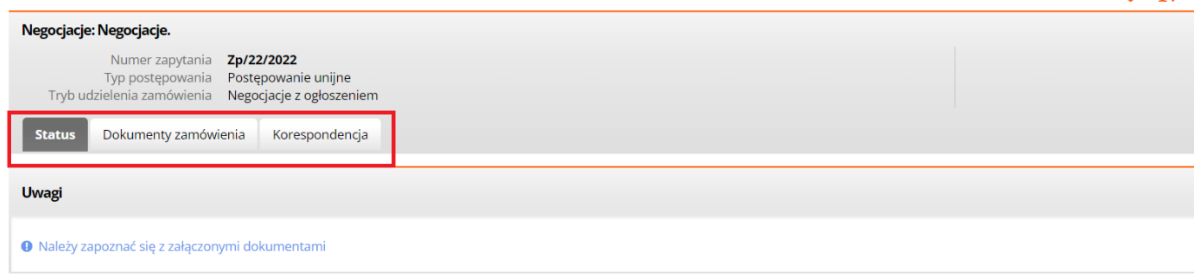 Negocjacje: Negocjacje.
Numer zapytania Zp/22/2022
Typ postępowania Postępowanie unijne
Tryb udzielenia zamówienia Negocjacje z ogłoszeniem
Status Dokumenty zamówienia Korespondencja
Uwagi
Należy zapoznać się z załączonymi dokumentami